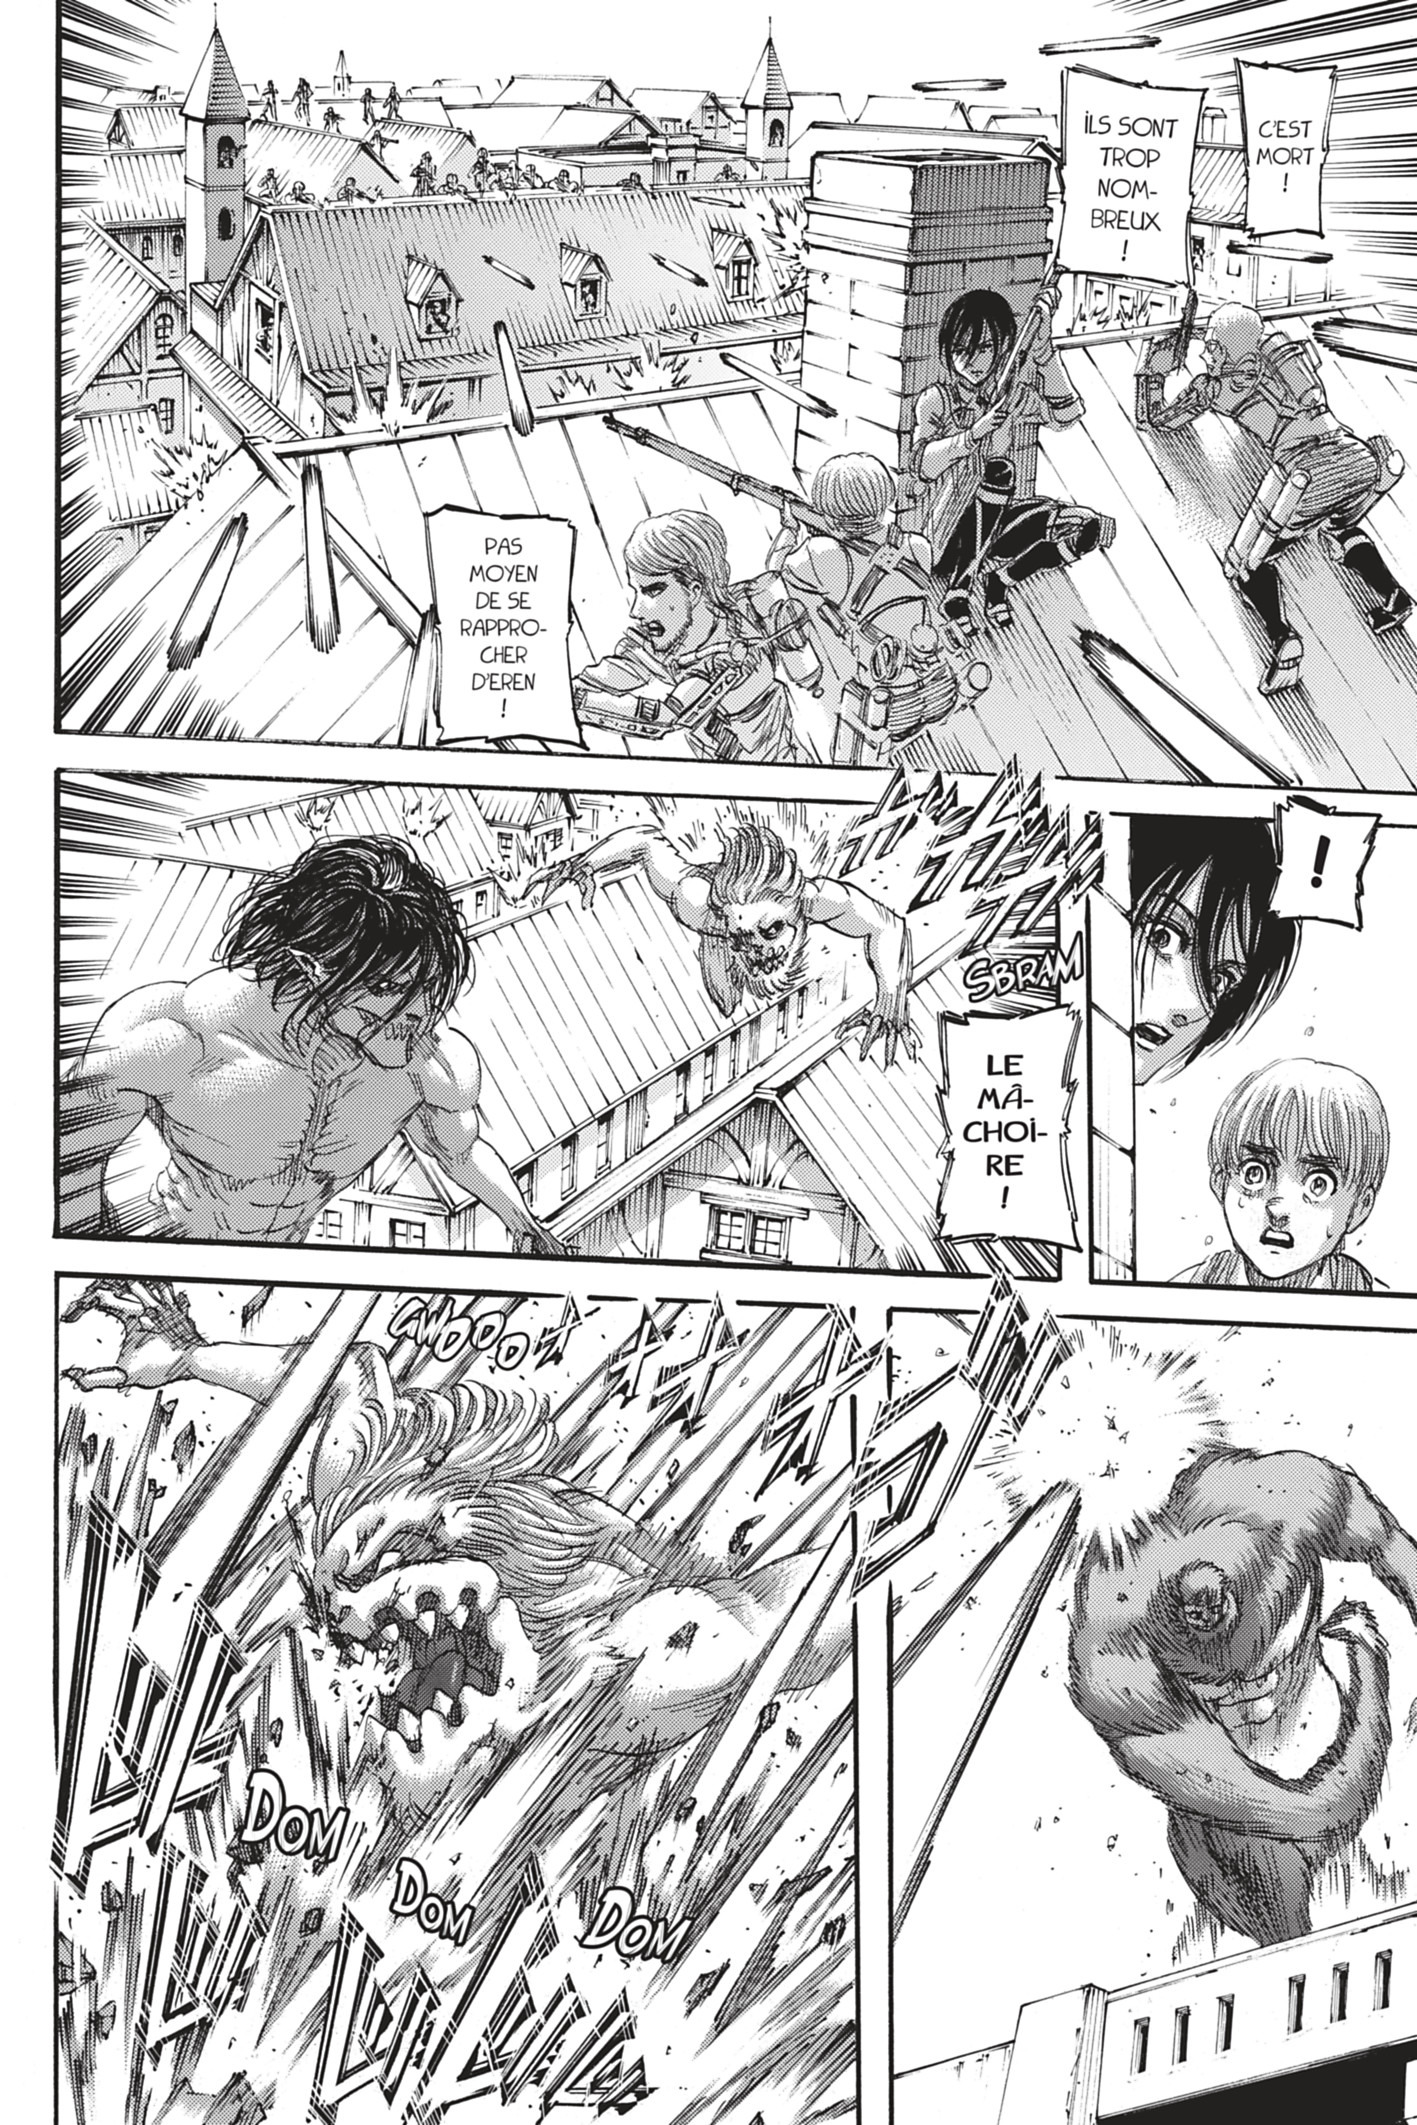 C'EST
MORT
!
ILS SONT
TROP
NOM-
BREUX
!
PAS
MOYEN
DE SE
RAPPRO-
CHER
D'EREN
!
!
LE
MÂ-
CHOI-
RE
!
SBRAM
GWOOO
DOM
DOM
DOM